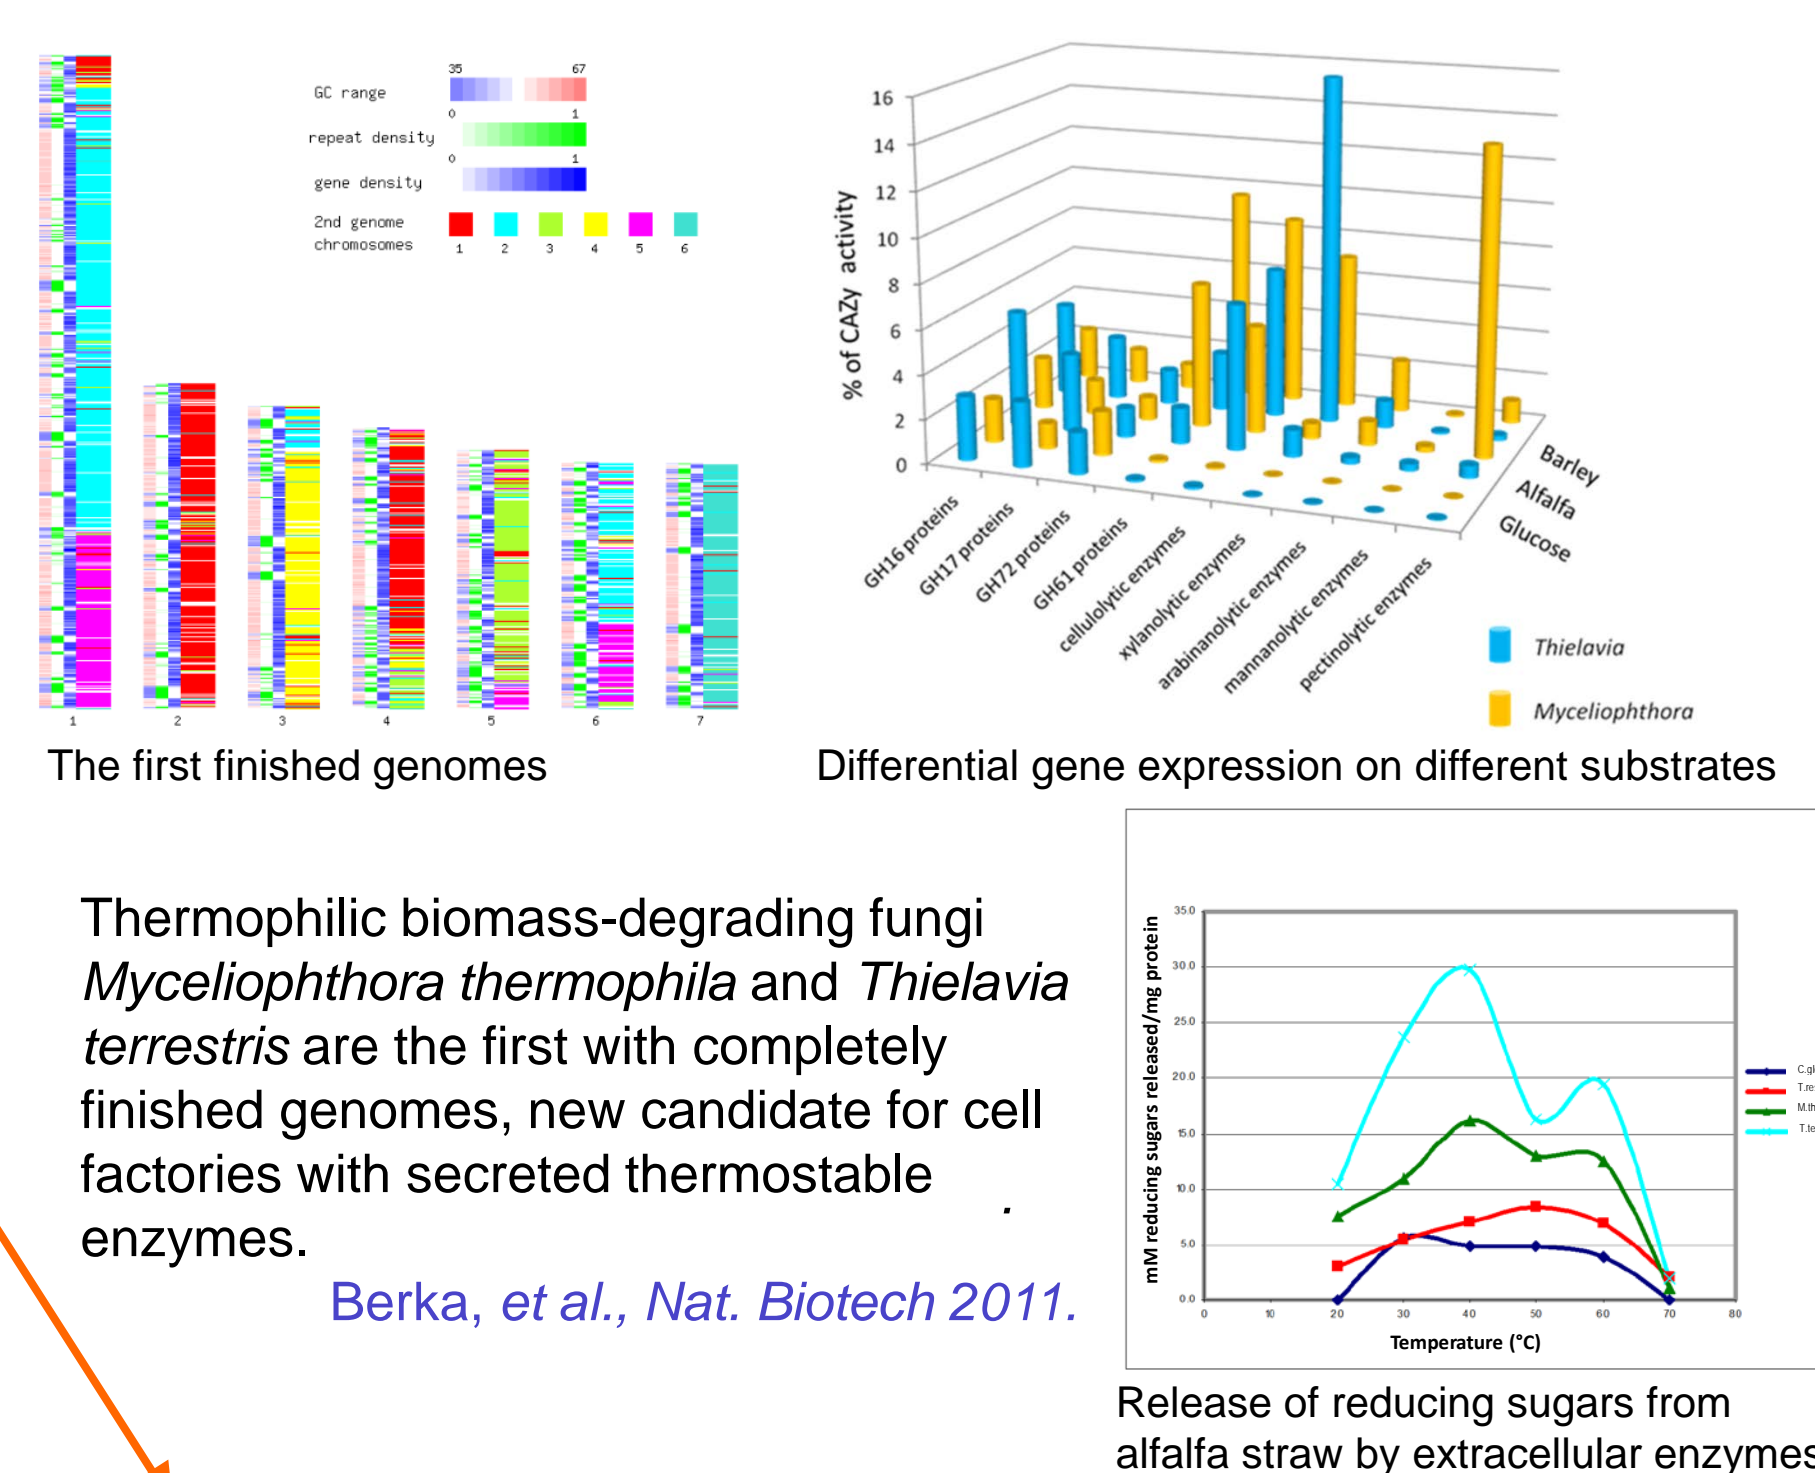 35 67
GC range
0 1
repeat density
0 1
gene density
2nd genome
chromosomes
1 2 3 4 5 6
1 2 3 4 5 6 7
The first finished genomes
% of CAZy activity
16
14
12
10
8
6
4
2
0
GH16 proteins
GH17 proteins
GH72 proteins
GH61 proteins
cellulolytic enzymes
xylanolytic enzymes
arabinanolytic enzymes
mannanolytic enzymes
pectinolytic enzymes
Barley
Alfalfa
Glucose
Thielavia
Myceliophthora
Differential gene expression on different substrates
Thermophilic biomass-degrading fungi
Myceliophthora thermophila and Thielavia
terrestris are the first with completely
finished genomes, new candidate for cell
factories with secreted thermostable
.
enzymes.
Berka, et al., Nat. Biotech 2011.
mM reducing sugars released/mg protein
35.0
30.0
25.0
20.0
15.0
10.0
5.0
0.0
0 10 20 30 40 50 60 70 80
Temperature (°C)
C.gl
T.re
M.th
T.te
Release of reducing sugars from
alfalfa straw by extracellular enzymes